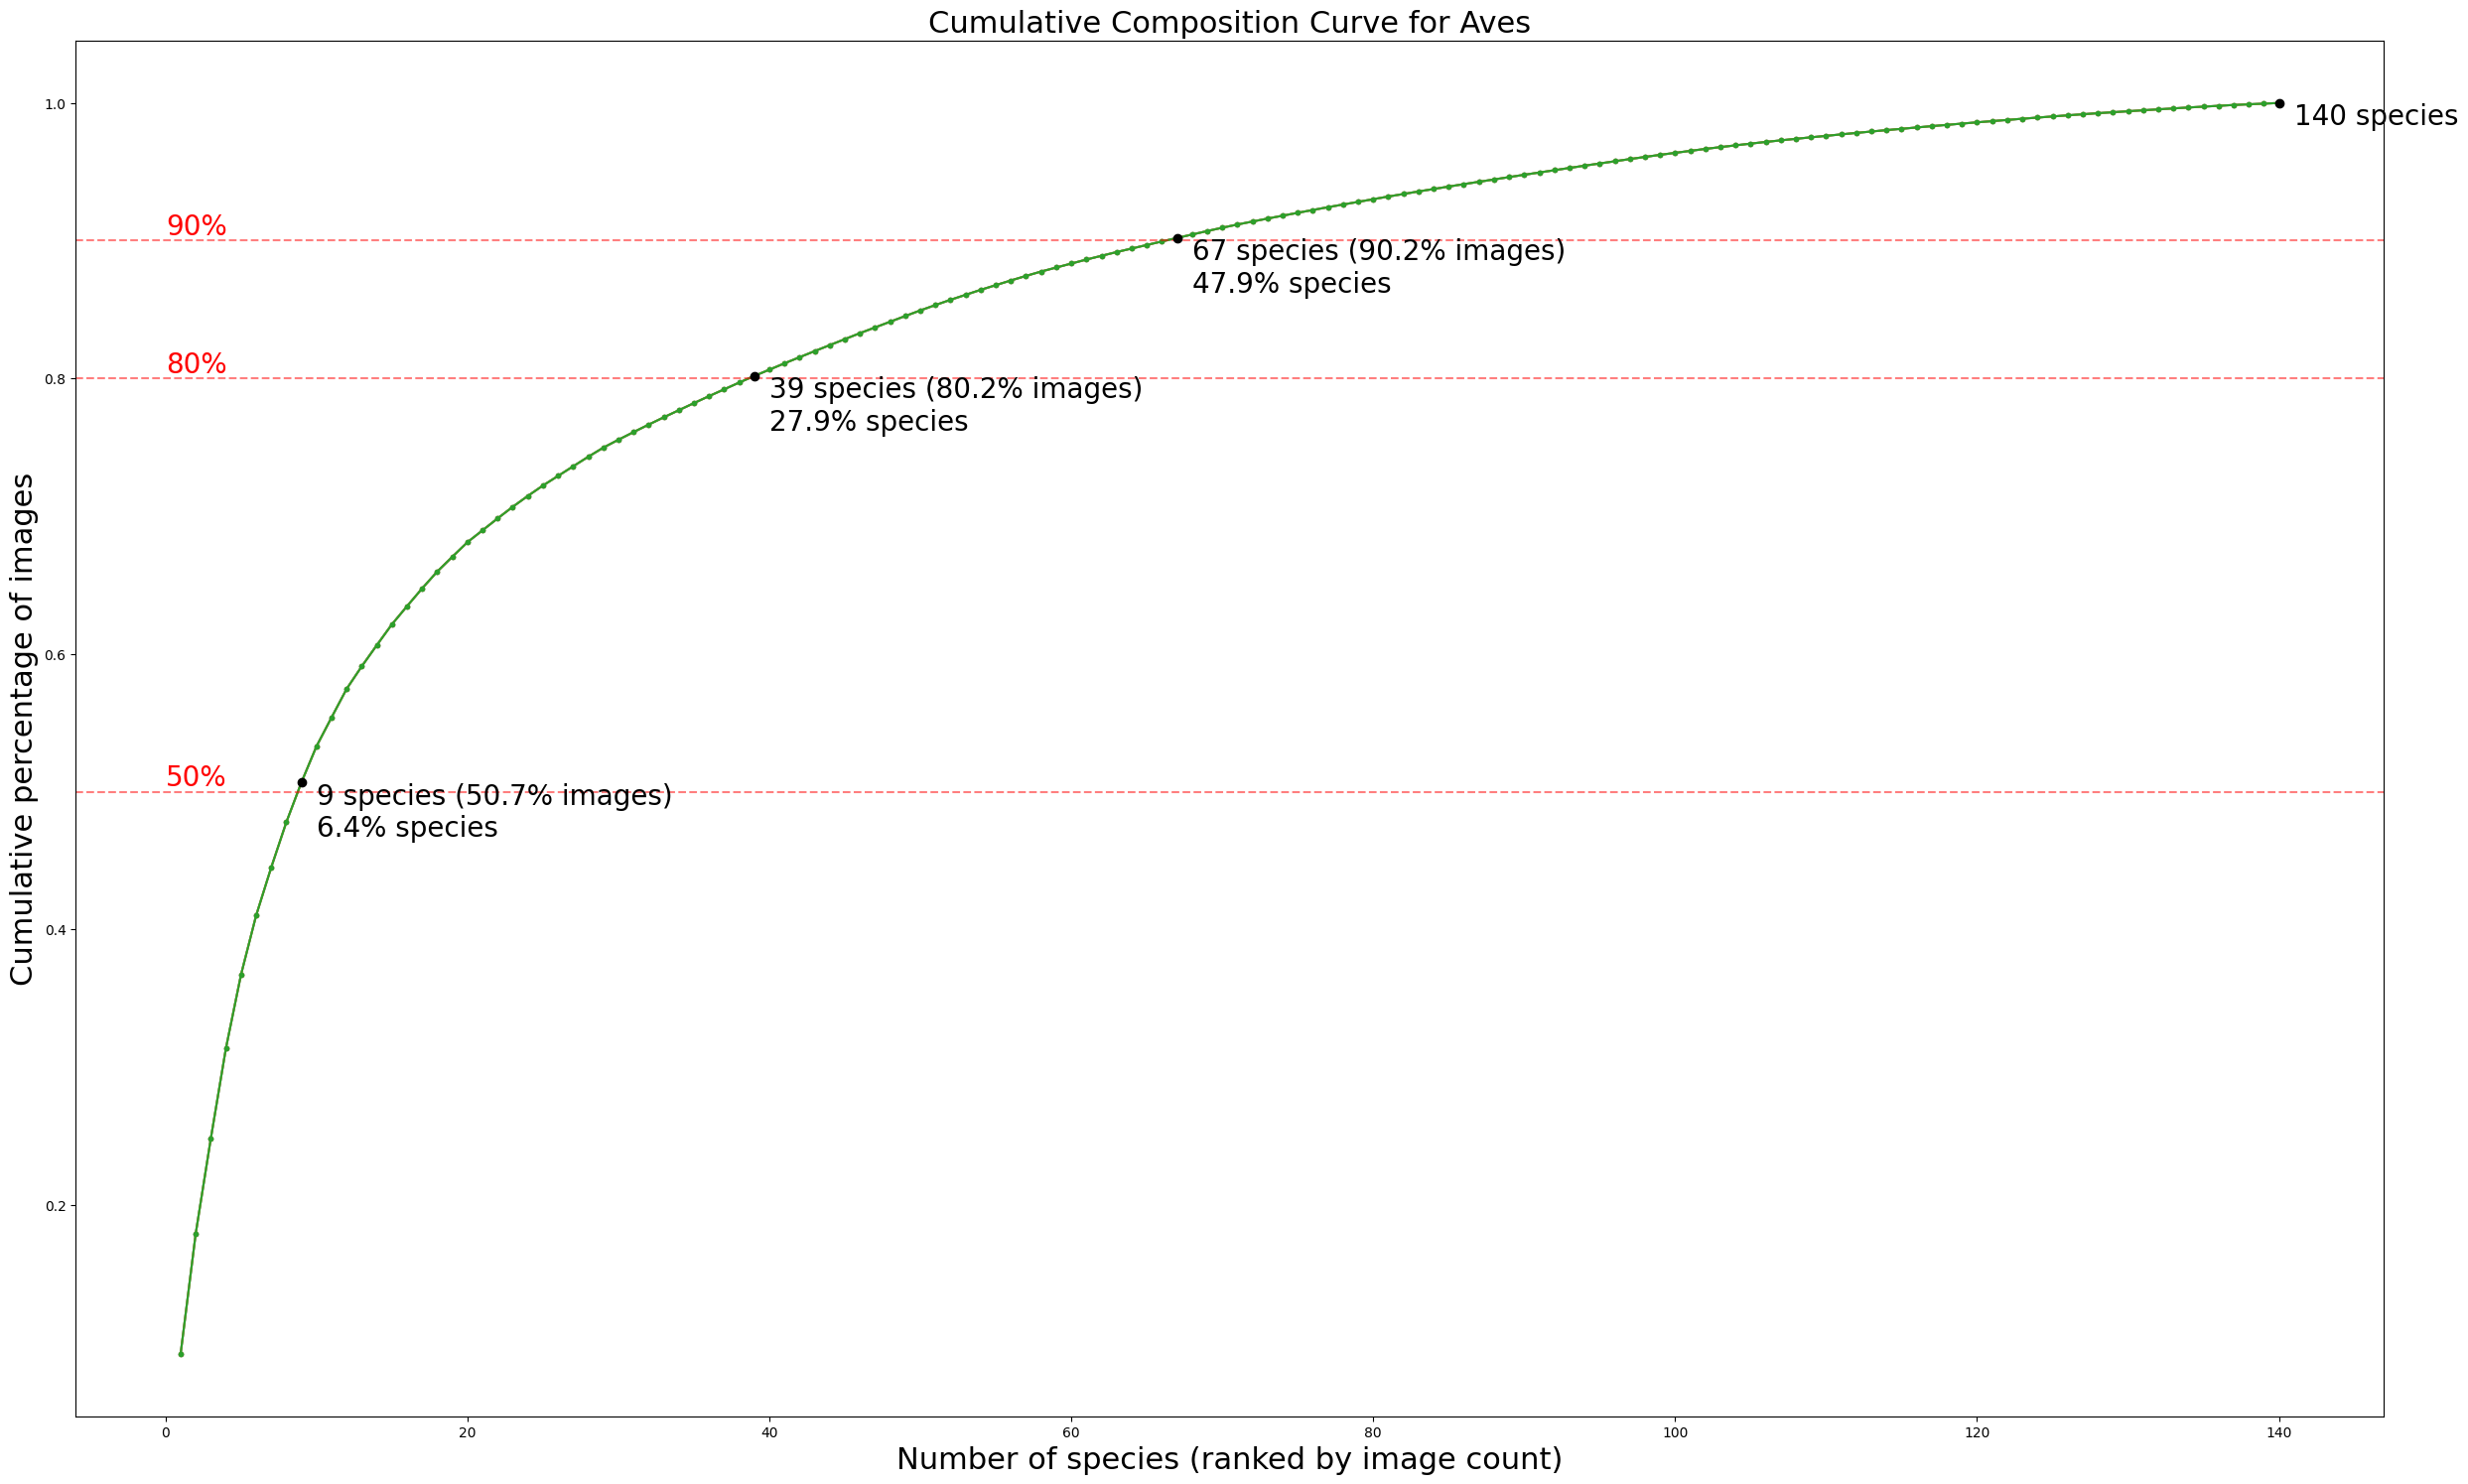 Cumulative Composition Curve for Aves
Cumulative percentage of images
1.0
0.8
0.6
0.4
0.2
90%
80%
50%
140 species
67 species (90.2% images)
47.9% species
39 species (80.2% images)
27.9% species
9 species (50.7% images)
6.4% species
0 20 40 60 80 100 120 140
Number of species (ranked by image count)